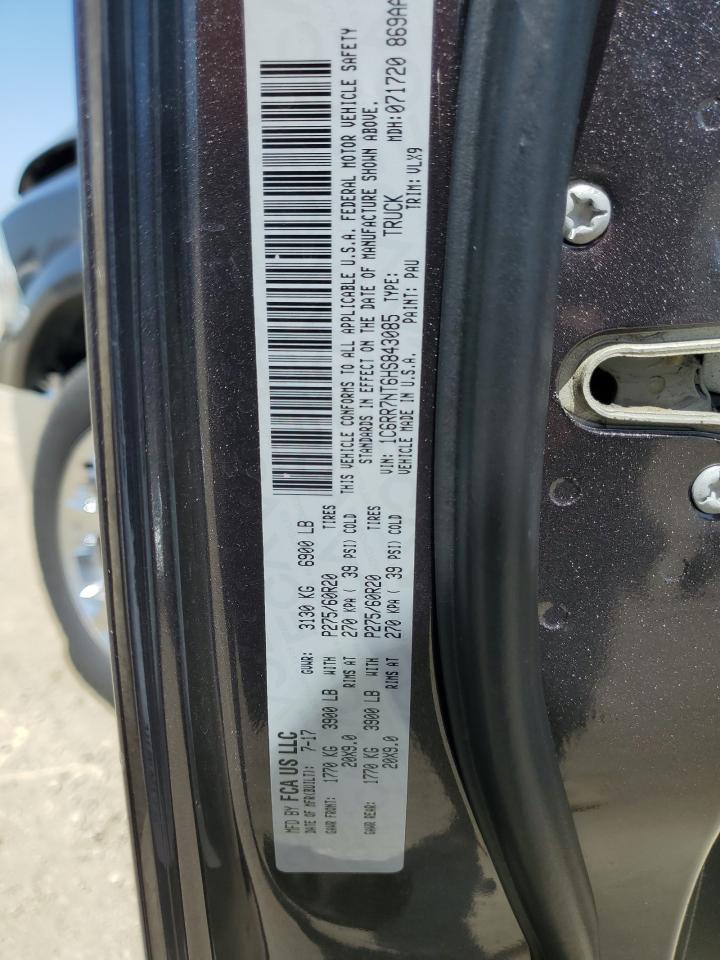 MFD BY FCA US LLC
DATE OF MFR(BUILT): 7-17 GVWR: 3130 KG 6900 LB
GAWR FRONT: 1770 KG 3900 LB WITH P275/60R20 TIRES
20X9.0 RIMS AT 270 KPA ( 39 PSI) COLD
GAWR REAR: 1770 KG 3900 LB WITH P275/60R20 TIRES
20X9.0 RIMS AT 270 KPA ( 39 PSI) COLD
THIS VEHICLE CONFORMS TO ALL APPLICABLE U.S.A. FEDERAL MOTOR VEHICLE SAFETY
STANDARDS IN EFFECT ON THE DATE OF MANUFACTURE SHOWN ABOVE.
VIN: 1C6RR7NT6HS843085 TYPE: TRUCK MDH:071720 869AA
VEHICLE MADE IN U.S.A. PAINT: PAU TRIM: VLX9